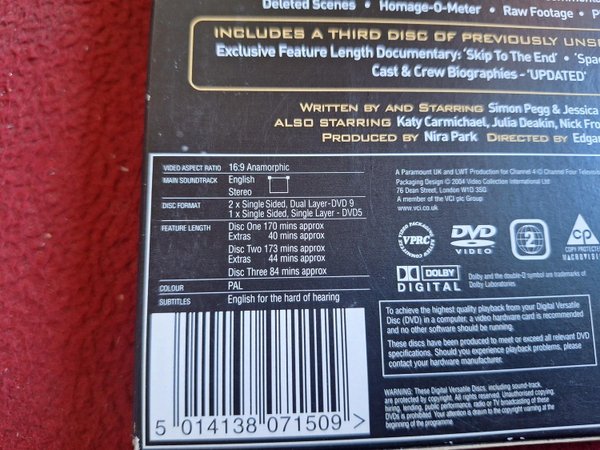 Deleted Scenes • Homage-O-Meter • Raw Footage •
INCLUDES A THIRD DISC OF PREVIOUSLY
Exclusive Feature Length Documentary: 'Skip To The End' •
Cast & Crew Biographies - 'UPDATED'
WRITTEN BY AND STARRING Simon Pegg & Jessica
ALSO STARRING Katy Carmichael, Julia Deakin, Nick
PRODUCED BY Nira Park DIRECTED BY
VIDEO ASPECT RATIO 16:9 Anamorphic
MAIN SOUNDTRACK English
Stereo
DISC FORMAT 2 x Single Sided, Dual Layer-DVD 9
1 x Single Sided, Single Layer - DVD5
FEATURE LENGTH Disc One 170 mins approx
Extras 40 mins approx
Disc Two 173 mins approx
Extras 44 mins approx
Disc Three 84 mins approx
COLOUR PAL
SUBTITLES English for the hard of hearing
5 014138 071509 >
A Paramount UK and LWT Production for Channel 4 © Channel Four
Packaging Design © 2004 Video Collection International Ltd
76 Dean Street, London W1D 3SQ
A member of VCI plc Group
www.vci.co.uk
VPRC
DVD
VIDEO
2
COPY PROTECTED
MACROVISION
DOLBY
DIGITAL
Dolby and the double-D symbol are trademarks of
Dolby Laboratories
To achieve the highest quality playback from your Digital Versatile
Disc (DVD) in a computer, a video hardware card is recommended
and no other software should be running.
These discs have been produced to meet or exceed all relevant DVD
specifications. Should you experience playback problems, please
contact your hardware manufacturer.
WARNING: These Digital Versatile Discs, including sound-track,
are protected by copyright. All rights reserved. Unauthorised copying,
hiring, lending, public performance, radio or TV broadcasting of these
DVD's is prohibited. Your attention is drawn to the copyright warning at the
beginning of the programme.